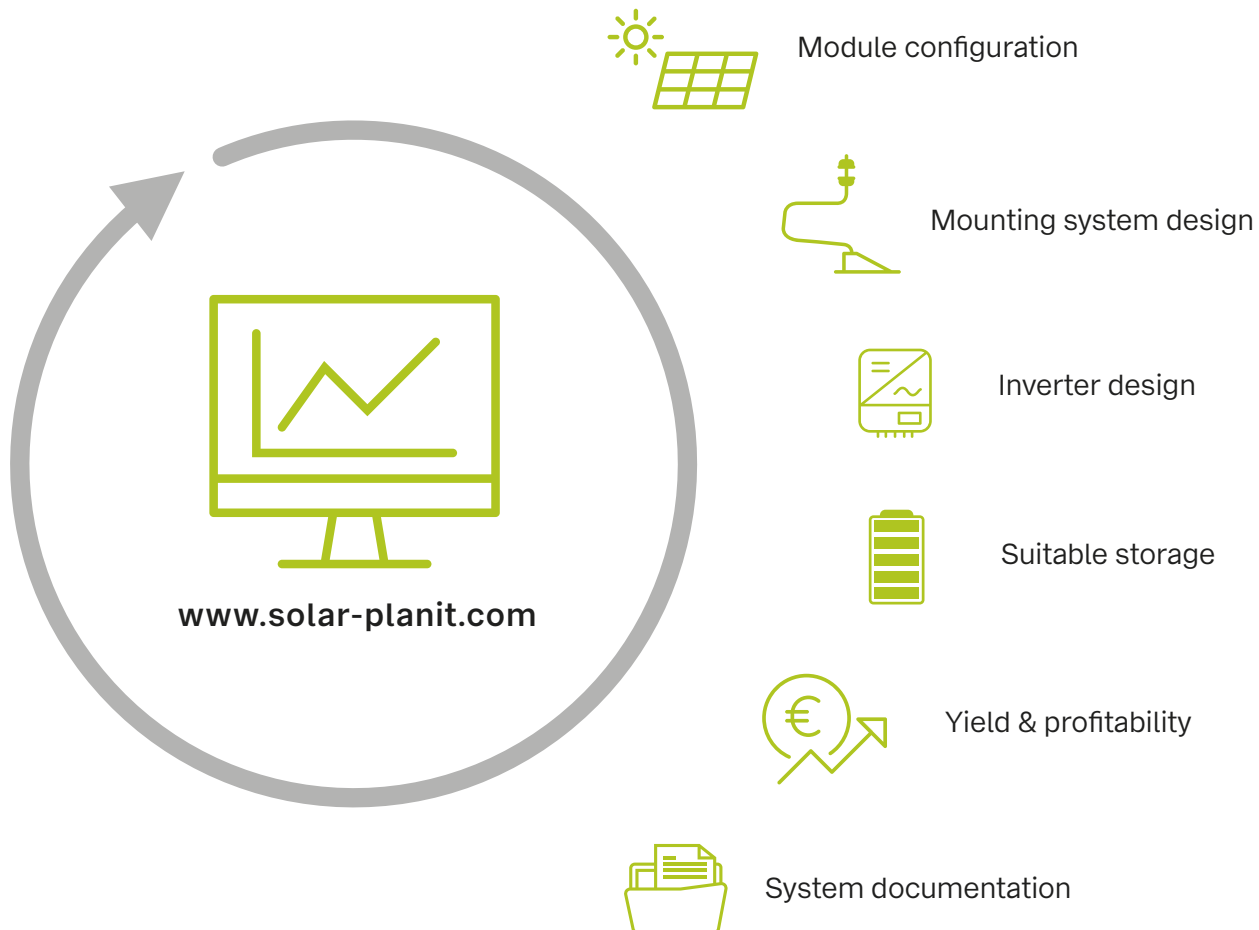 Module configuration
Mounting system design
Inverter design
Suitable storage
www.solar-planit.com
Yield & profitability
System documentation